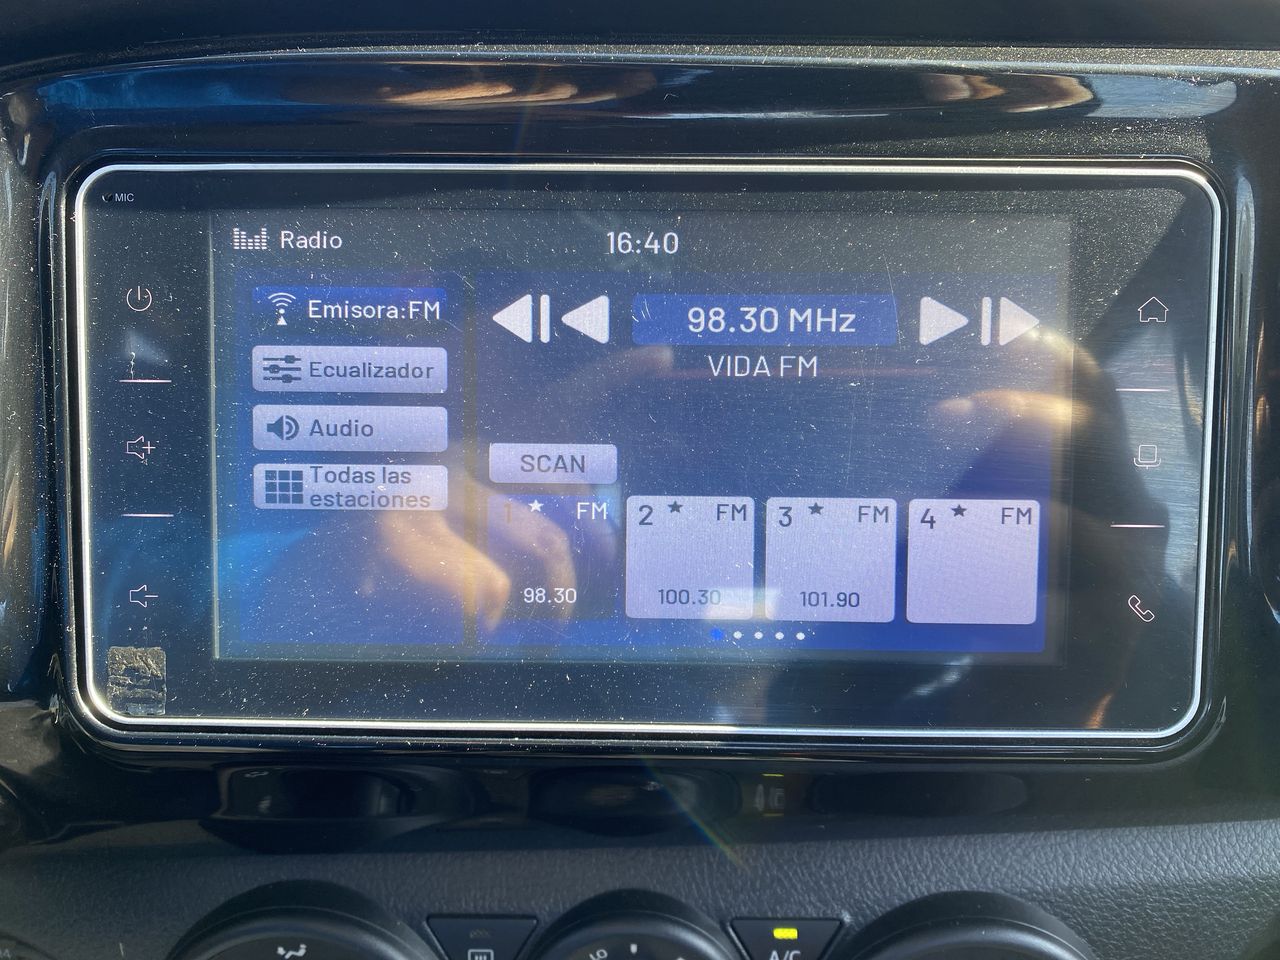 MIC
Radio
16:40
Emisora:FM
98.30 MHz
VIDA FM
Ecualizador
Audio
SCAN
Todas las
estaciones
1 FM
2 FM
3 FM
4 FM
98.30
100.30
101.90
LO
A/C